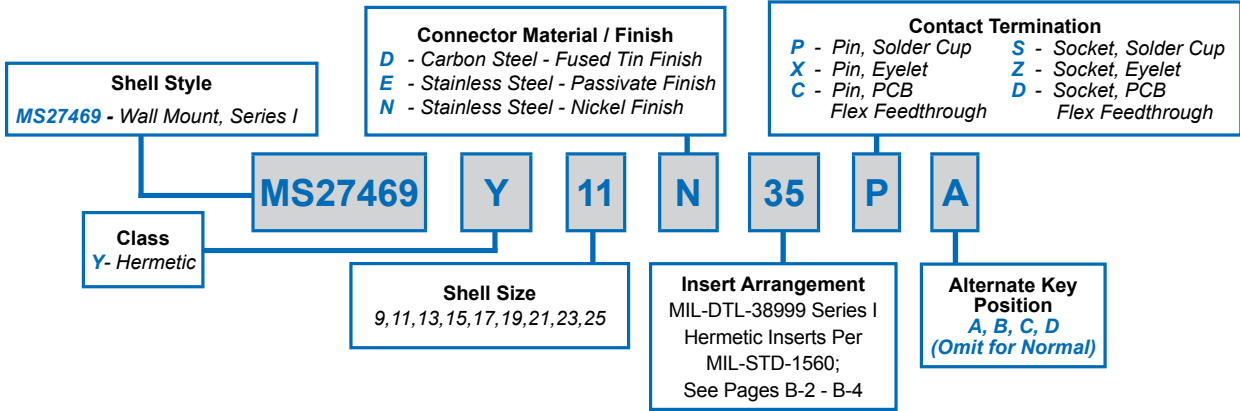 Shell Style
MS27469 - Wall Mount, Series I
Connector Material / Finish
D - Carbon Steel - Fused Tin Finish
E - Stainless Steel - Passivate Finish
N - Stainless Steel - Nickel Finish
Contact Termination
P - Pin, Solder Cup
X - Pin, Eyelet
C - Pin, PCB
Flex Feedthrough
S - Socket, Solder Cup
Z - Socket, Eyelet
D - Socket, PCB
Flex Feedthrough
MS27469 Y 11 N 35 P A
Class
Y- Hermetic
Shell Size
9,11,13,15,17,19,21,23,25
Insert Arrangement
MIL-DTL-38999 Series I
Hermetic Inserts Per
MIL-STD-1560;
See Pages B-2 - B-4
Alternate Key
Position
A, B, C, D
(Omit for Normal)